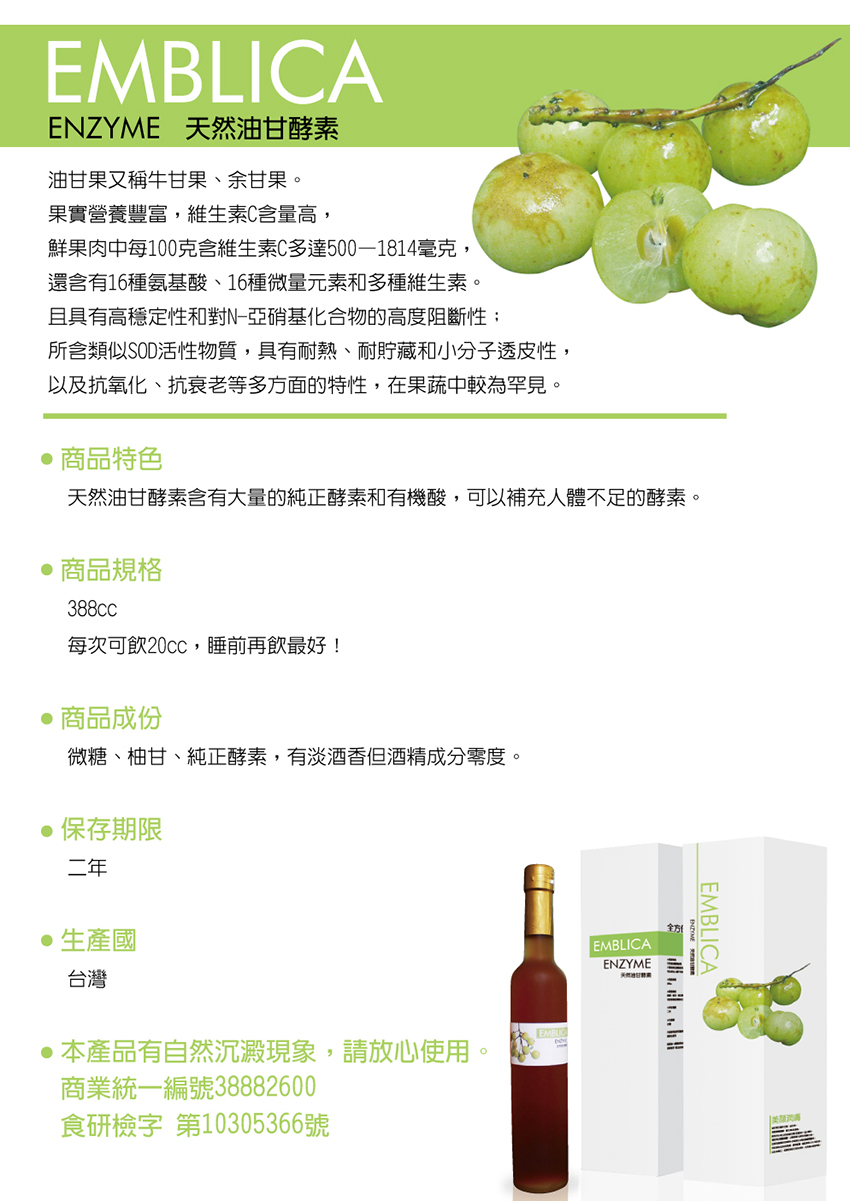 EMBLICA
ENZYME 天然油甘酵素
油甘果又稱牛甘果、余甘果。
果實營養豐富，維生素C含量高，
鮮果肉中每100克含維生素C多達500—1814毫克，
還含有16種氨基酸、16種微量元素和多種維生素。
且具有高穩定性和對N-亞硝基化合物的高度阻斷性；
所含類似SOD活性物質，具有耐熱、耐貯藏和小分子透皮性，
以及抗氧化、抗衰老等多方面的特性，在果蔬中較為罕見。
商品特色
天然油甘酵素含有大量的純正酵素和有機酸，可以補充人體不足的酵素。
商品規格
388cc
每次可飲20cc，睡前再飲最好！
商品成份
微糖、柚甘、純正酵素，有淡酒香但酒精成分零度。
保存期限
二年
生產國
台灣
本產品有自然沉澱現象，請放心使用。
商業統一編號38882600
食研檢字 第10305366號
EMBLICA
ENZYME
天然油甘酵素
全方
EMBLICA
ENZYME 天然油甘酵素
美顏潤膚